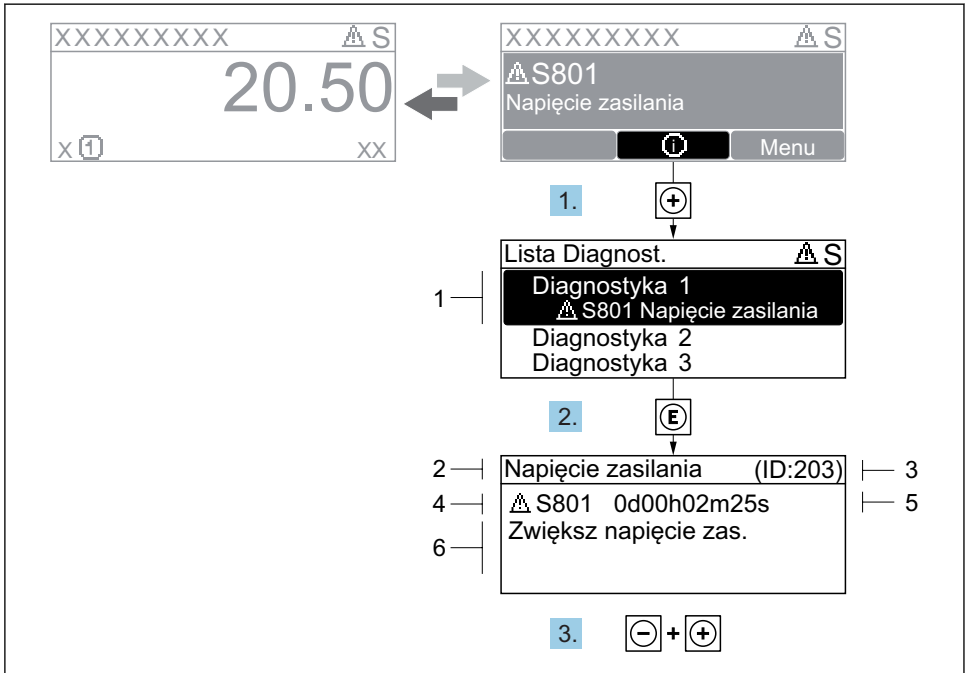 XXXXXXXXX ⚠ S
20.50
X 1 XX
XXXXXXXXX ⚠ S
⚠ S801
Napięcie zasilania
i Menu
1. +
Lista Diagnost. ⚠ S
1
Diagnostyka 1
⚠ S801 Napięcie zasilania
Diagnostyka 2
Diagnostyka 3
2. E
2 Napięcie zasilania (ID:203) 3
4 ⚠ S801 0d00h02m25s 5
6 Zwiększ napięcie zas.
3. - + +